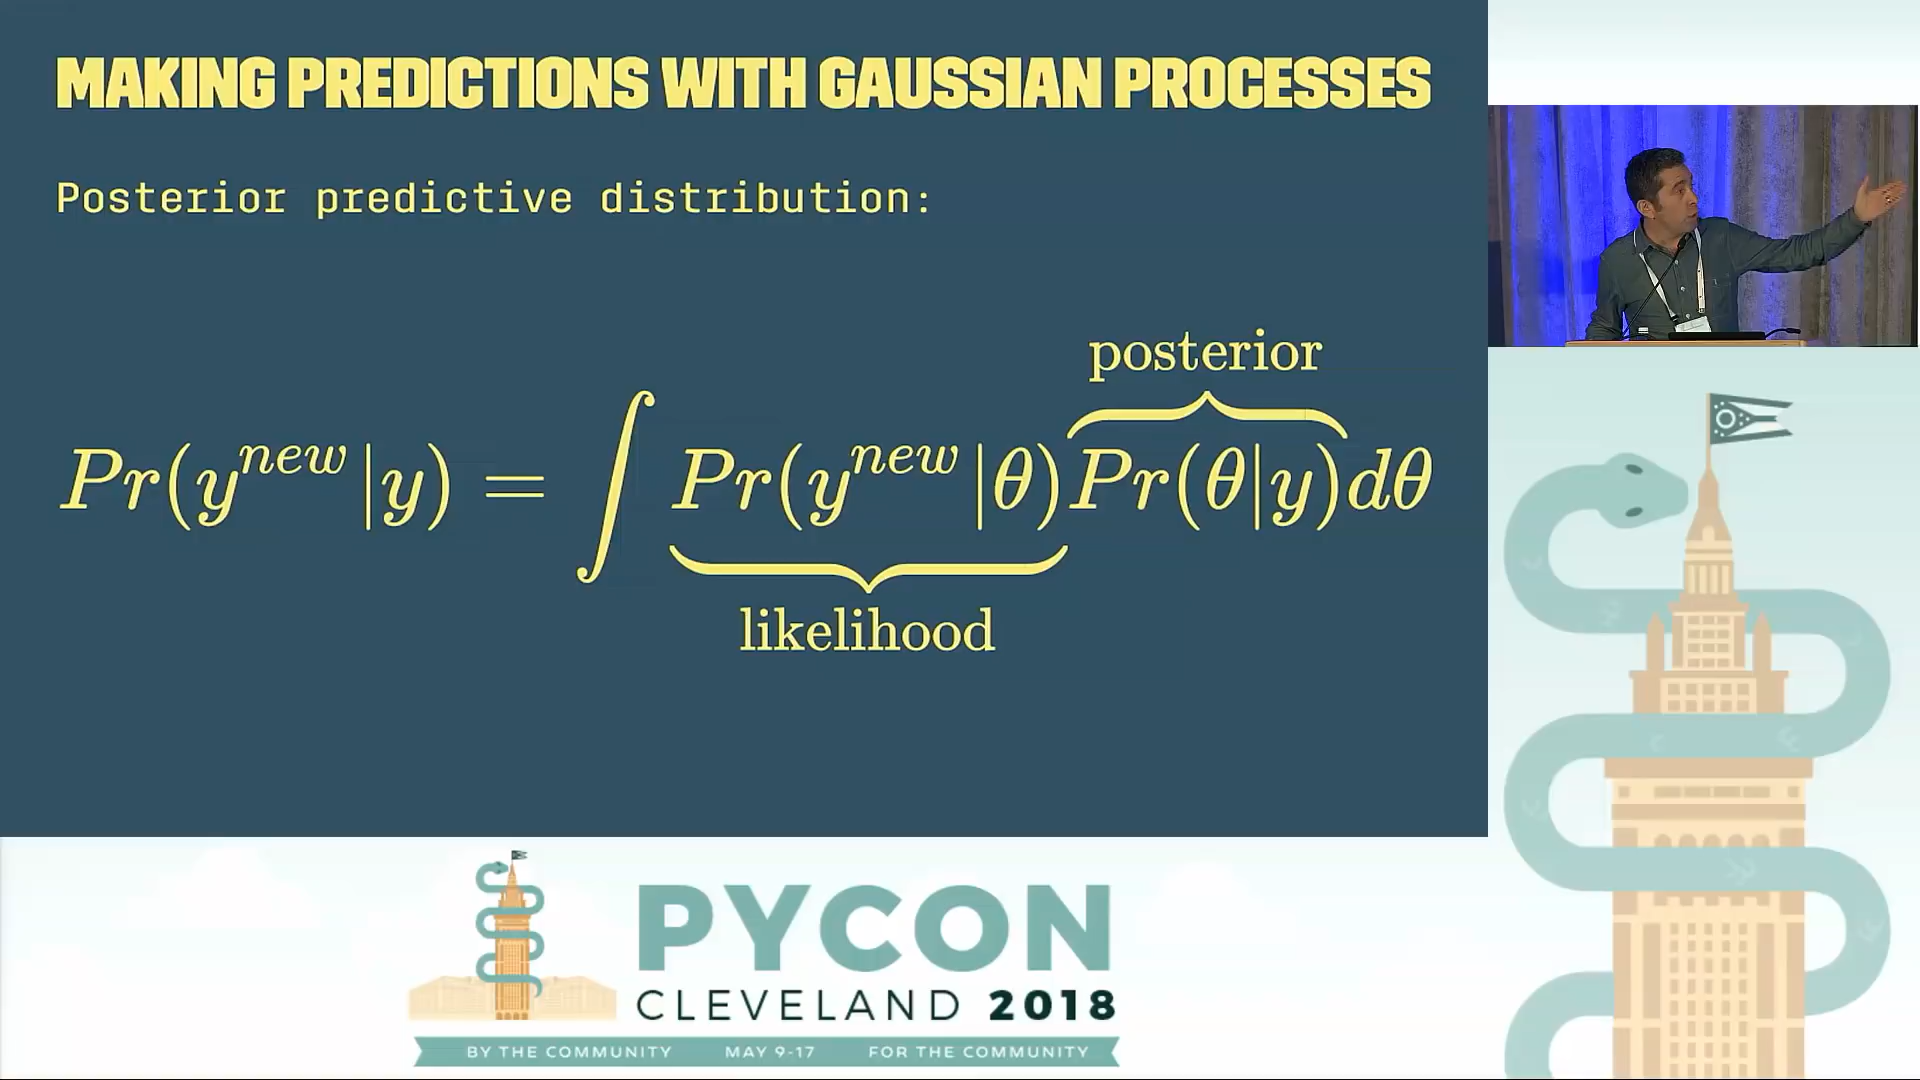 MAKING PREDICTIONS WITH GAUSSIAN PROCESSES
Posterior predictive distribution:
posterior
Pr(y^{new}|y) = ∫ Pr(y^{new}|θ)Pr(θ|y)dθ
likelihood
PYCON
CLEVELAND 2018
BY THE COMMUNITY MAY 9-17 FOR THE COMMUNITY